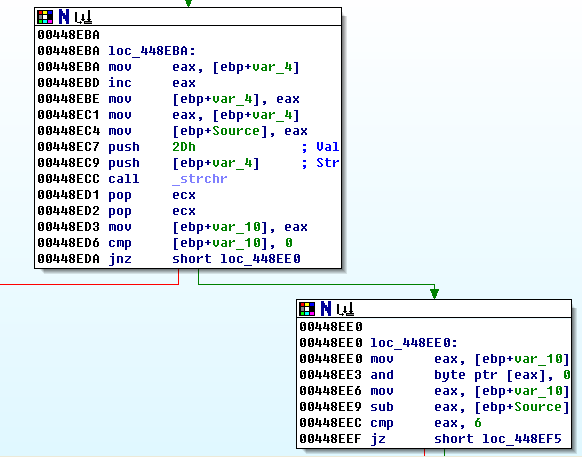 00448EBA
00448EBA loc_448EBA:
00448EBA mov eax, [ebp+var_4]
00448EBD inc eax
00448EBE mov [ebp+var_4], eax
00448EC1 mov eax, [ebp+var_4]
00448EC4 mov [ebp+Source], eax
00448EC7 push 2Dh ; Val
00448EC9 push [ebp+var_4] ; Str
00448ECC call _strchr
00448ED1 pop ecx
00448ED2 pop ecx
00448ED3 mov [ebp+var_10], eax
00448ED6 cmp [ebp+var_10], 0
00448EDA jnz short loc_448EE0
00448EE0
00448EE0 loc_448EE0:
00448EE0 mov eax, [ebp+var_10]
00448EE3 and byte ptr [eax], 0
00448EE6 mov eax, [ebp+var_10]
00448EE9 sub eax, [ebp+Source]
00448EEC cmp eax, 6
00448EEF jz short loc_448EF5